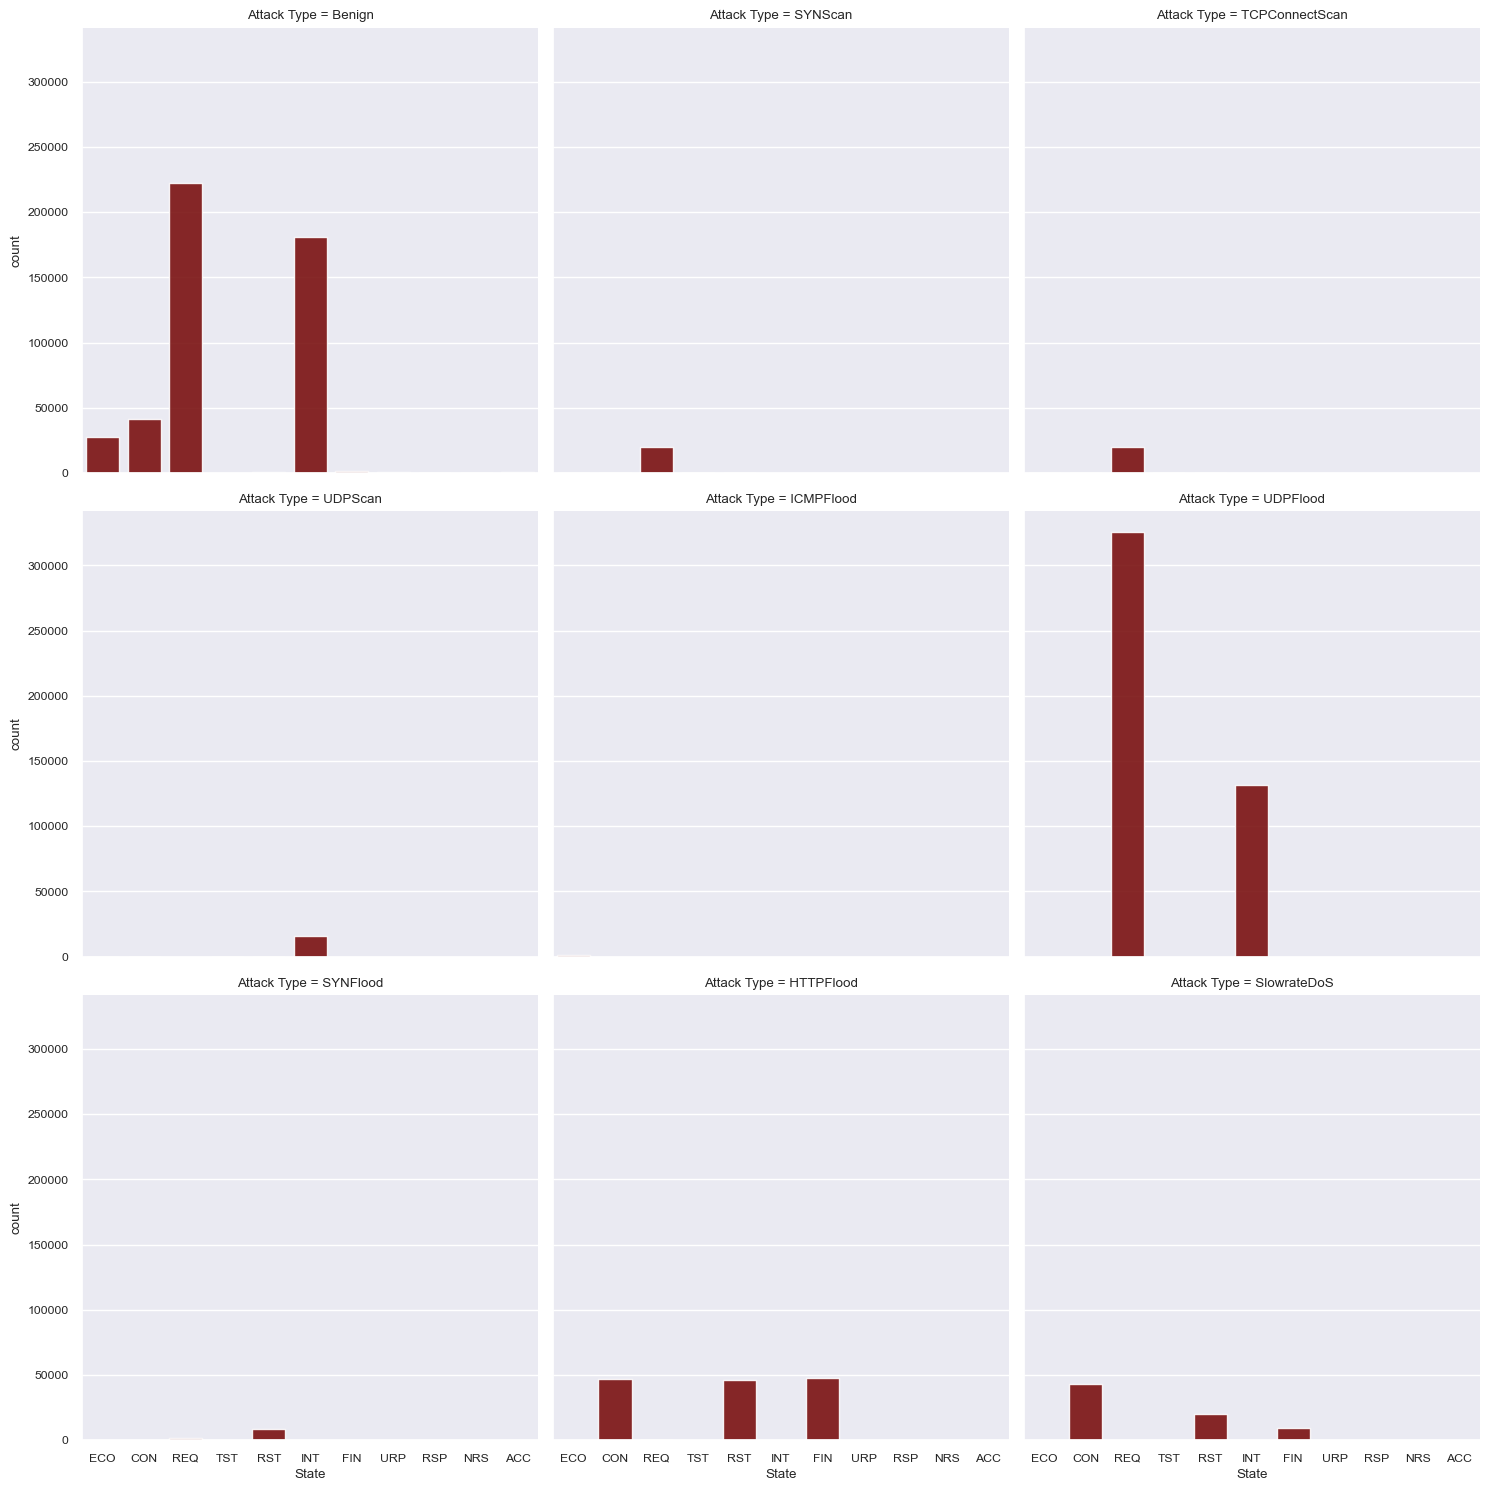 Attack Type = Benign
Attack Type = SYNScan
Attack Type = TCPConnectScan
300000
250000
200000
150000
100000
50000
0
count
Attack Type = UDPScan
Attack Type = ICMPFlood
Attack Type = UDPFlood
300000
250000
200000
150000
100000
50000
0
count
Attack Type = SYNFlood
Attack Type = HTTPFlood
Attack Type = SlowrateDoS
300000
250000
200000
150000
100000
50000
0
count
ECO CON REQ TST RST INT FIN URP RSP NRS ACC
State
ECO CON REQ TST RST INT FIN URP RSP NRS ACC
State
ECO CON REQ TST RST INT FIN URP RSP NRS ACC
State